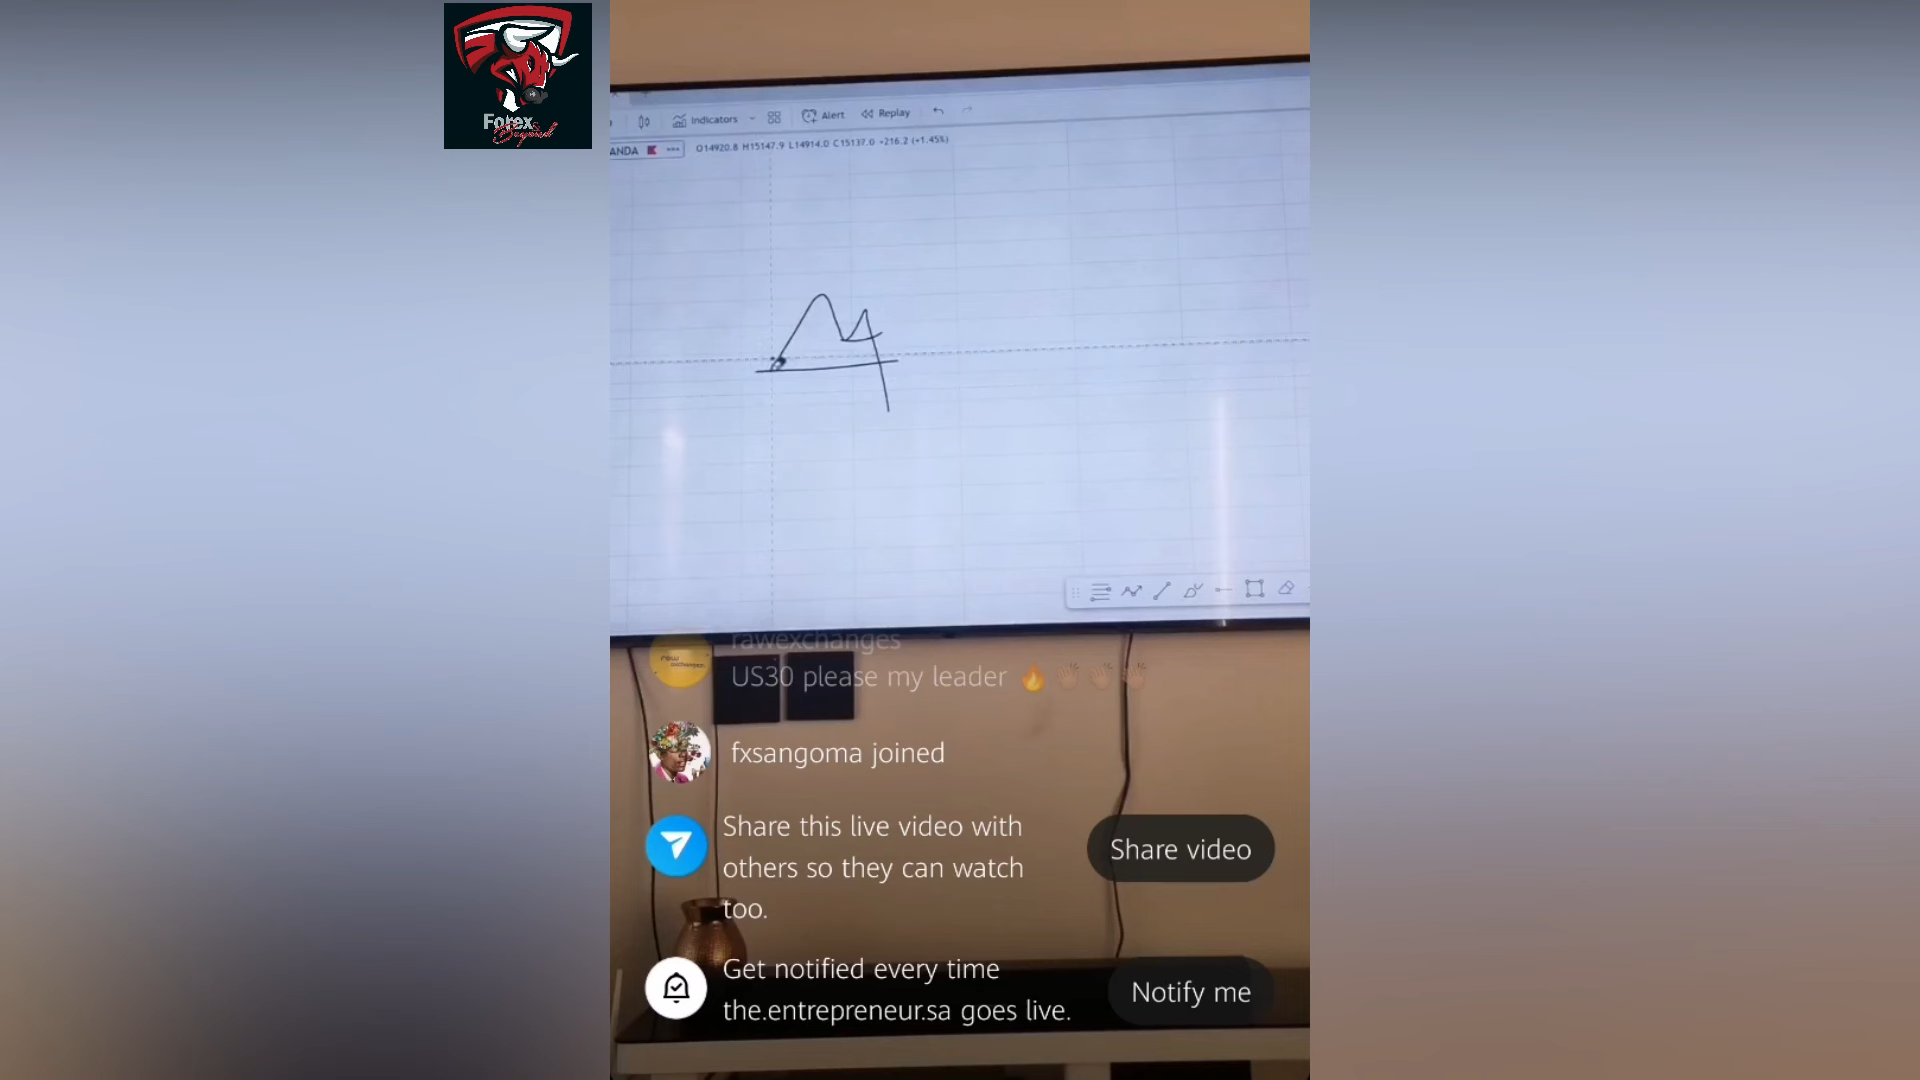 Forex
Beyond
Indicators
Alert
Replay
ANDA
O14920.8 H15147.9 L14914.0 C15137.0 +216.2 (+1.45%)
rawexchanges
US30 please my leader 🔥👏🏼👏🏼👏🏼
fxsangoma joined
Share this live video with
others so they can watch
too.
Share video
Get notified every time
the.entrepreneur.sa goes live.
Notify me